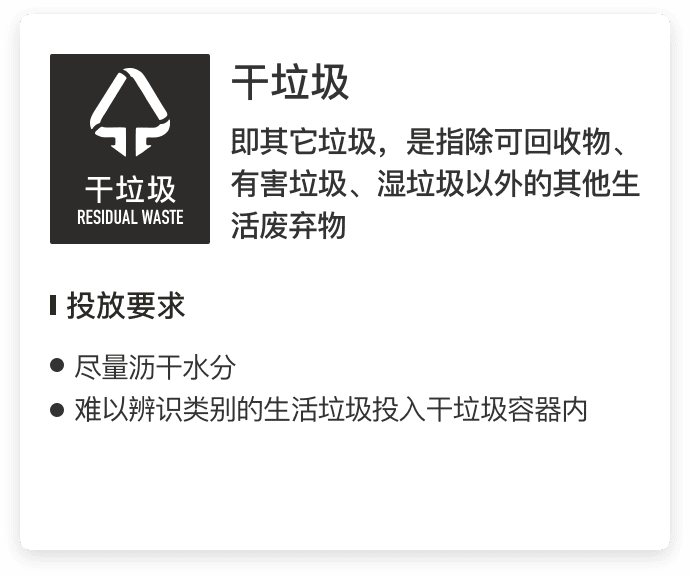 干垃圾
RESIDUAL WASTE
干垃圾
即其它垃圾，是指除可回收物、
有害垃圾、湿垃圾以外的其他生
活废弃物
投放要求
● 尽量沥干水分
● 难以辨识类别的生活垃圾投入干垃圾容器内